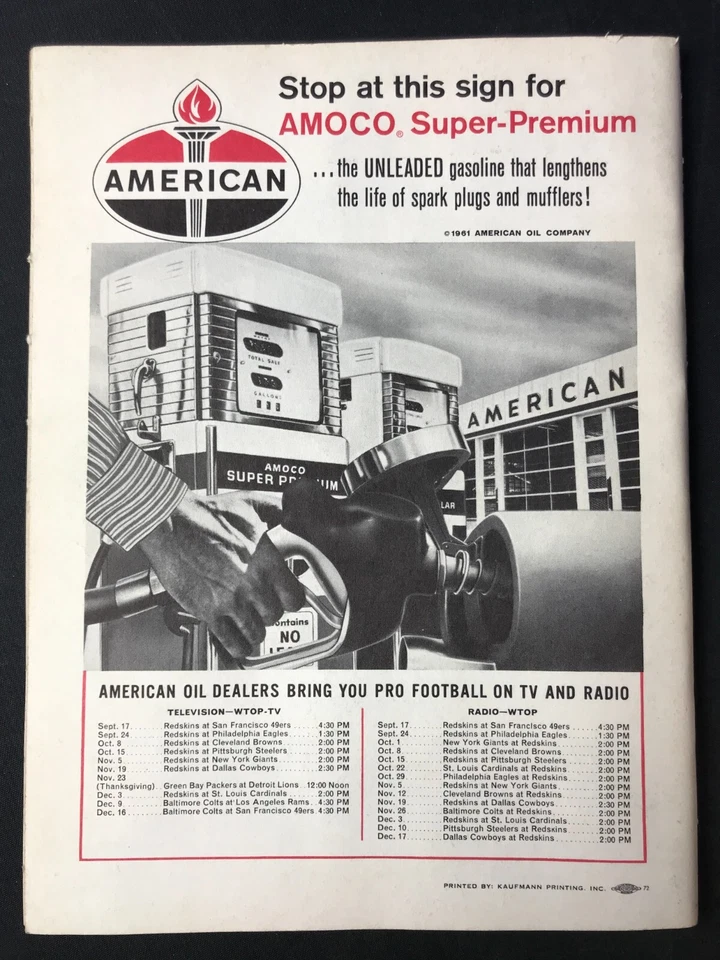 Stop at this sign for
AMOCO® Super-Premium
AMERICAN
...the UNLEADED gasoline that lengthens
the life of spark plugs and mufflers!
©1961 AMERICAN OIL COMPANY
TOTAL SALE
GALLONS
AMERICAN
AMOCO
SUPER PREMIUM
LAR
ontains
NO
AMERICAN OIL DEALERS BRING YOU PRO FOOTBALL ON TV AND RADIO
TELEVISION—WTOP-TV
Sept. 17 Redskins at San Francisco 49ers 4:30 PM
Sept. 24 Redskins at Philadelphia Eagles 1:30 PM
Oct. 8 Redskins at Cleveland Browns 2:00 PM
Oct. 15 Redskins at Pittsburgh Steelers 2:00 PM
Nov. 5 Redskins at New York Giants 2:00 PM
Nov. 19 Redskins at Dallas Cowboys 2:30 PM
Nov. 23
(Thanksgiving) Green Bay Packers at Detroit Lions 12:00 Noon
Dec. 3 Redskins at St. Louis Cardinals 2:00 PM
Dec. 9 Baltimore Colts at Los Angeles Rams 4:30 PM
Dec. 16 Baltimore Colts at San Francisco 49ers 4:30 PM
RADIO—WTOP
Sept. 17 Redskins at San Francisco 49ers 4:30 PM
Sept. 24 Redskins at Philadelphia Eagles 1:30 PM
Oct. 1 New York Giants at Redskins 2:00 PM
Oct. 8 Redskins at Cleveland Browns 2:00 PM
Oct. 15 Redskins at Pittsburgh Steelers 2:00 PM
Oct. 22 St. Louis Cardinals at Redskins 2:00 PM
Oct. 29 Philadelphia Eagles at Redskins 2:00 PM
Nov. 5 Redskins at New York Giants 2:00 PM
Nov. 12 Cleveland Browns at Redskins 2:00 PM
Nov. 19 Redskins at Dallas Cowboys 2:30 PM
Nov. 26 Baltimore Colts at Redskins 2:00 PM
Dec. 3 Redskins at St. Louis Cardinals 2:00 PM
Dec. 10 Pittsburgh Steelers at Redskins 2:00 PM
Dec. 17 Dallas Cowboys at Redskins 2:00 PM
PRINTED BY: KAUFMANN PRINTING, INC. 72